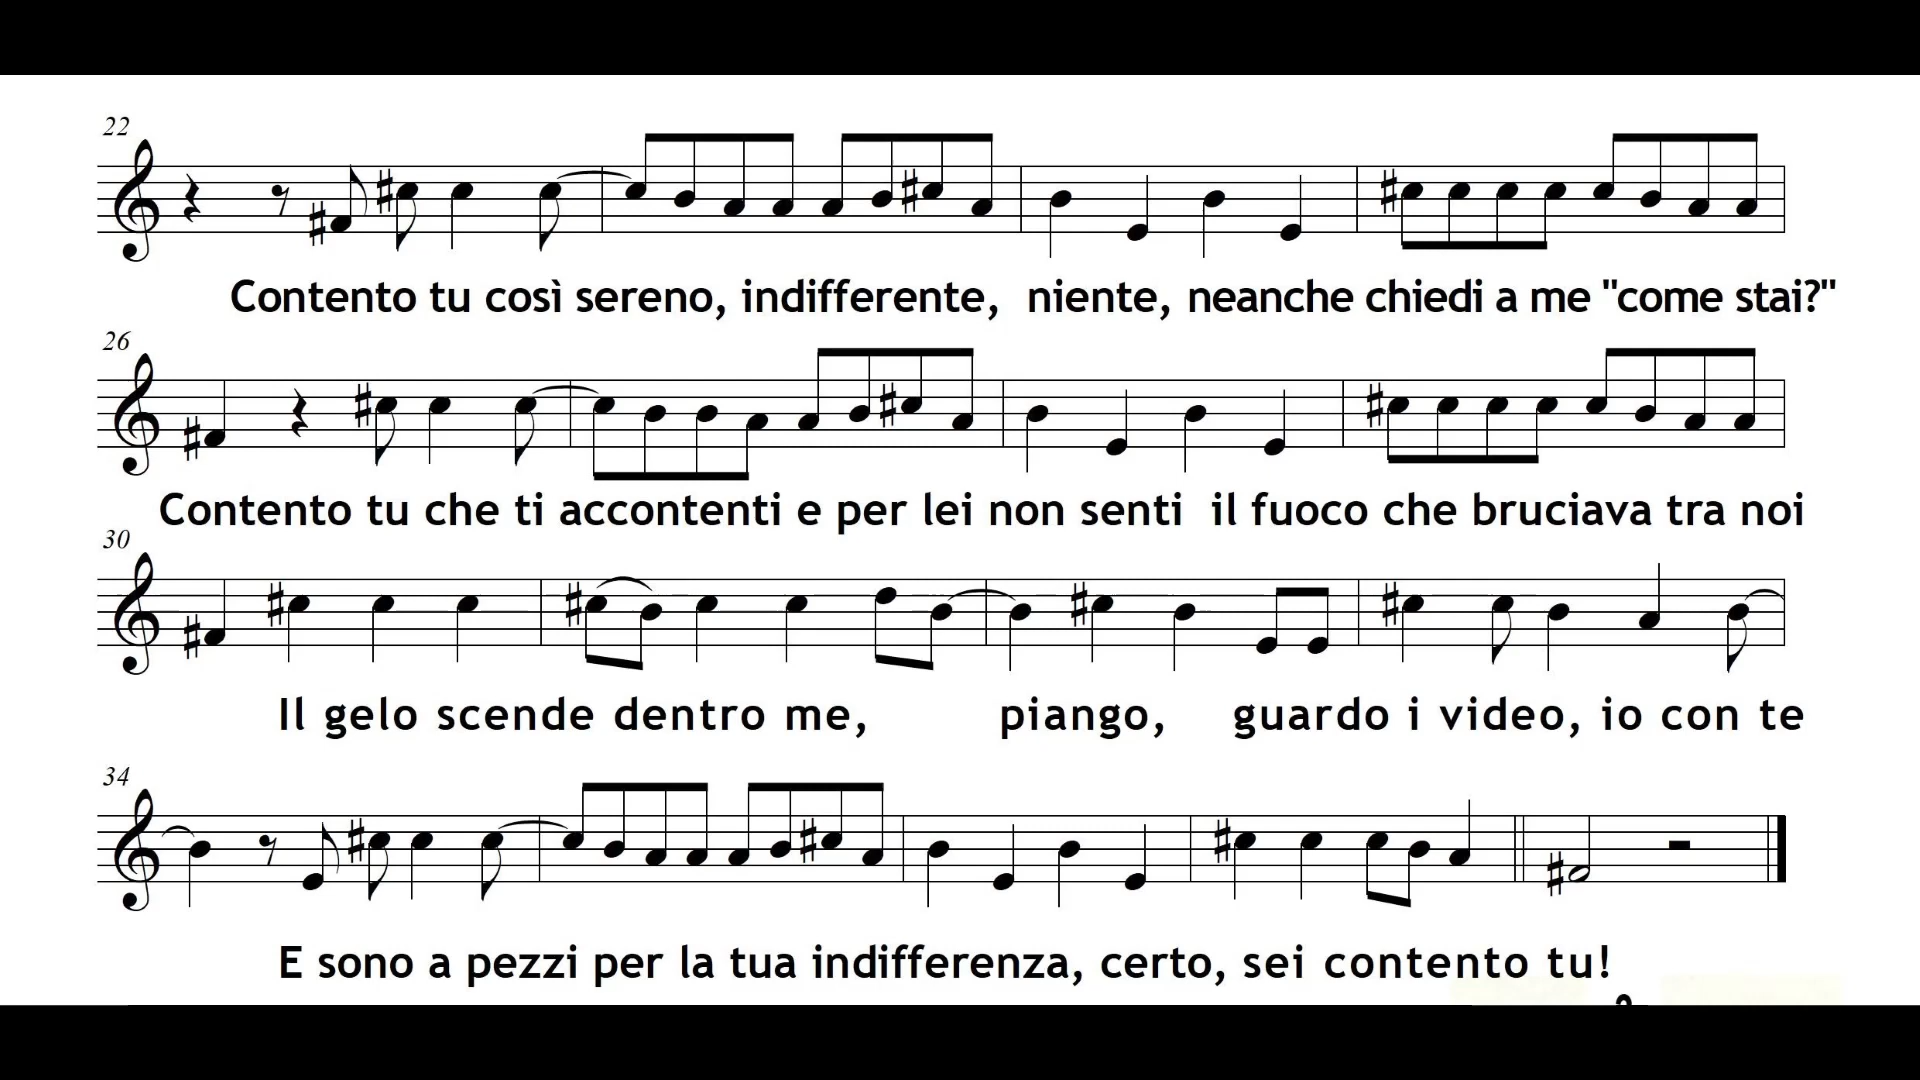 22
Contento tu così sereno, indifferente, niente, neanche chiedi a me "come stai?"
26
Contento tu che ti accontenti e per lei non senti il fuoco che bruciava tra noi
30
Il gelo scende dentro me, piango, guardo i video, io con te
34
E sono a pezzi per la tua indifferenza, certo, sei contento tu!